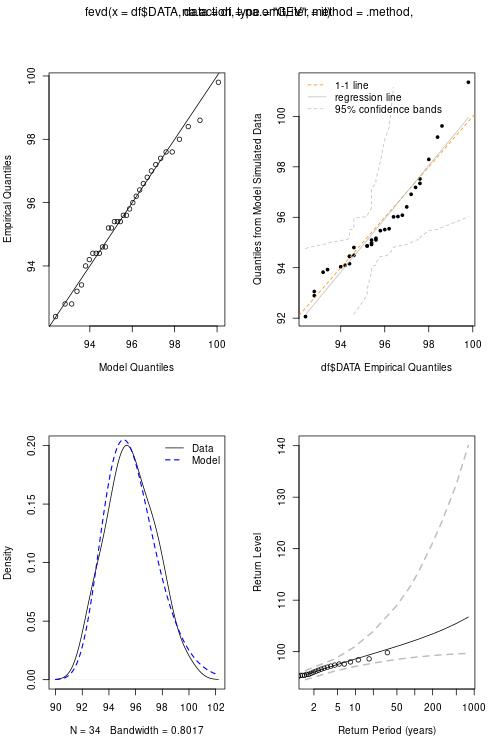 fevd(x = df$DATA, data = df, type = "GEV", method = .method,
100
98
96
94
Empirical Quantiles
94 96 98 100
Model Quantiles
1-1 line
regression line
95% confidence bands
100
98
96
94
92
Quantiles from Model Simulated Data
94 96 98 100
df$DATA Empirical Quantiles
Data
Model
0.20
0.15
0.10
0.05
0.00
Density
90 92 94 96 98 100 102
N = 34 Bandwidth = 0.8017
140
130
120
110
100
Return Level
2 5 10 50 200 1000
Return Period (years)